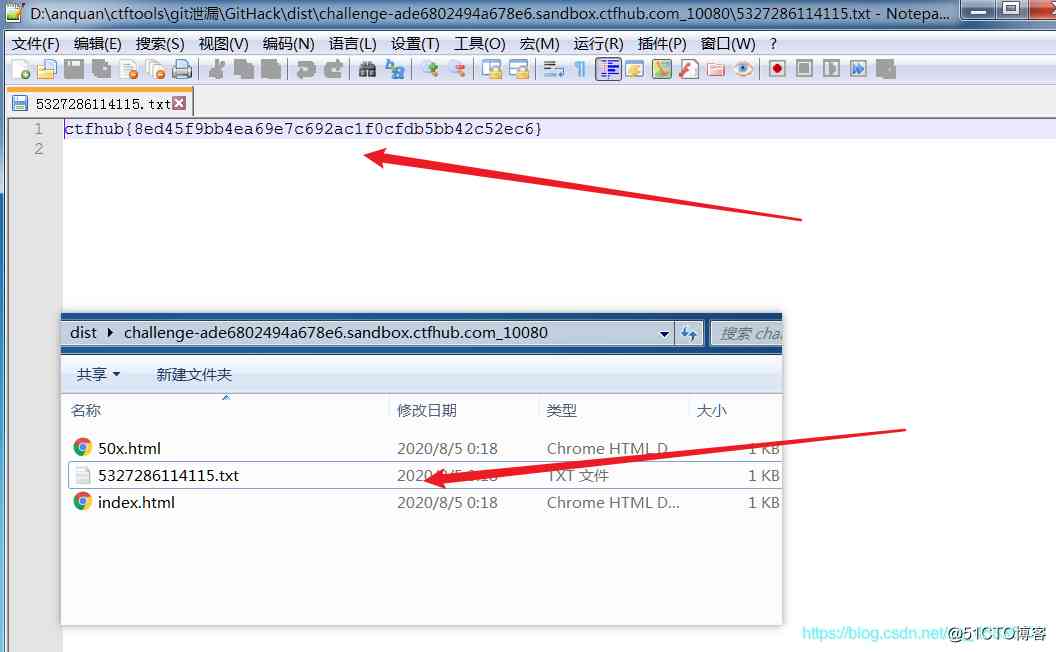 D:\anquan\ctftools\git泄漏\GitHack\dist\challenge-ade6802494a678e6.sandbox.ctfhub.com_10080\5327286114115.txt - Notepa...
文件(F) 编辑(E) 搜索(S) 视图(V) 编码(N) 语言(L) 设置(T) 工具(O) 宏(M) 运行(R) 插件(P) 窗口(W) ?
5327286114115.txt
1 ctfhub{8ed45f9bb4ea69e7c692ac1f0cfdb5bb42c52ec6}
2
dist challenge-ade6802494a678e6.sandbox.ctfhub.com_10080 搜索 cha
共享 新建文件夹
名称 修改日期 类型 大小
50x.html 2020/8/5 0:18 Chrome HTML D... 1 KB
5327286114115.txt 2020/8/5 0:18 TXT 文件 1 KB
index.html 2020/8/5 0:18 Chrome HTML D... 1 KB
https://blog.csdn.net/
@51CTO博客